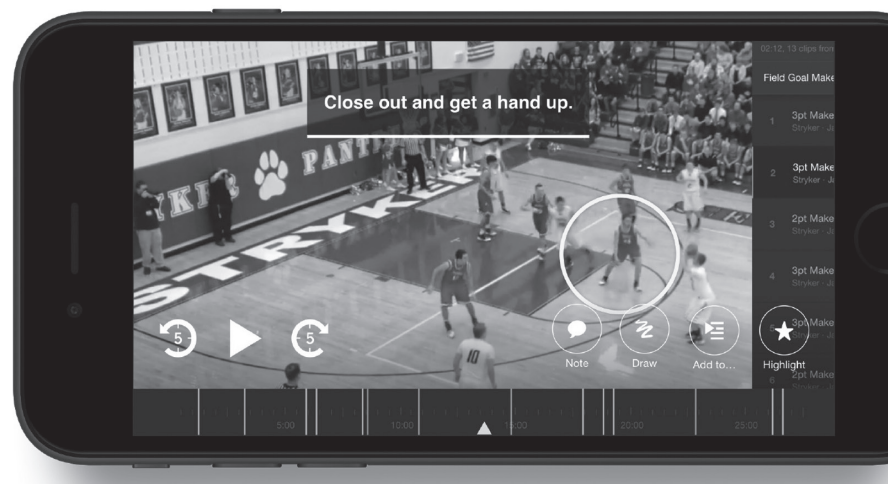 02:12, 13 clips from
Field Goal Make
Close out and get a hand up.
1 3pt Make
Stryker
2 3pt Make
Stryker
3 2pt Make
Stryker
4 3pt Make
Stryker
3pt Make
Stryker
6 2pt Make
STRYKER
PANT
STRYKER
10
5
5
Note
Draw
Add to...
Highlight
5:00
10:00
15:00
20:00
25:00